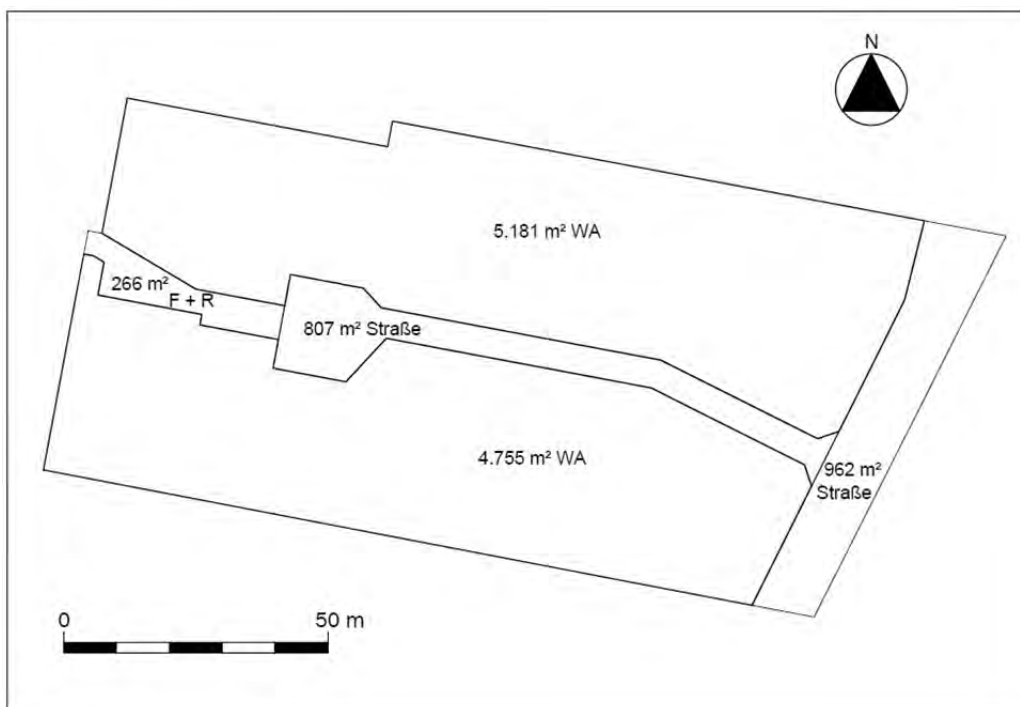 N
5.181 m² WA
266 m²
F + R
807 m² Straße
4.755 m² WA
962 m²
Straße
0 50 m